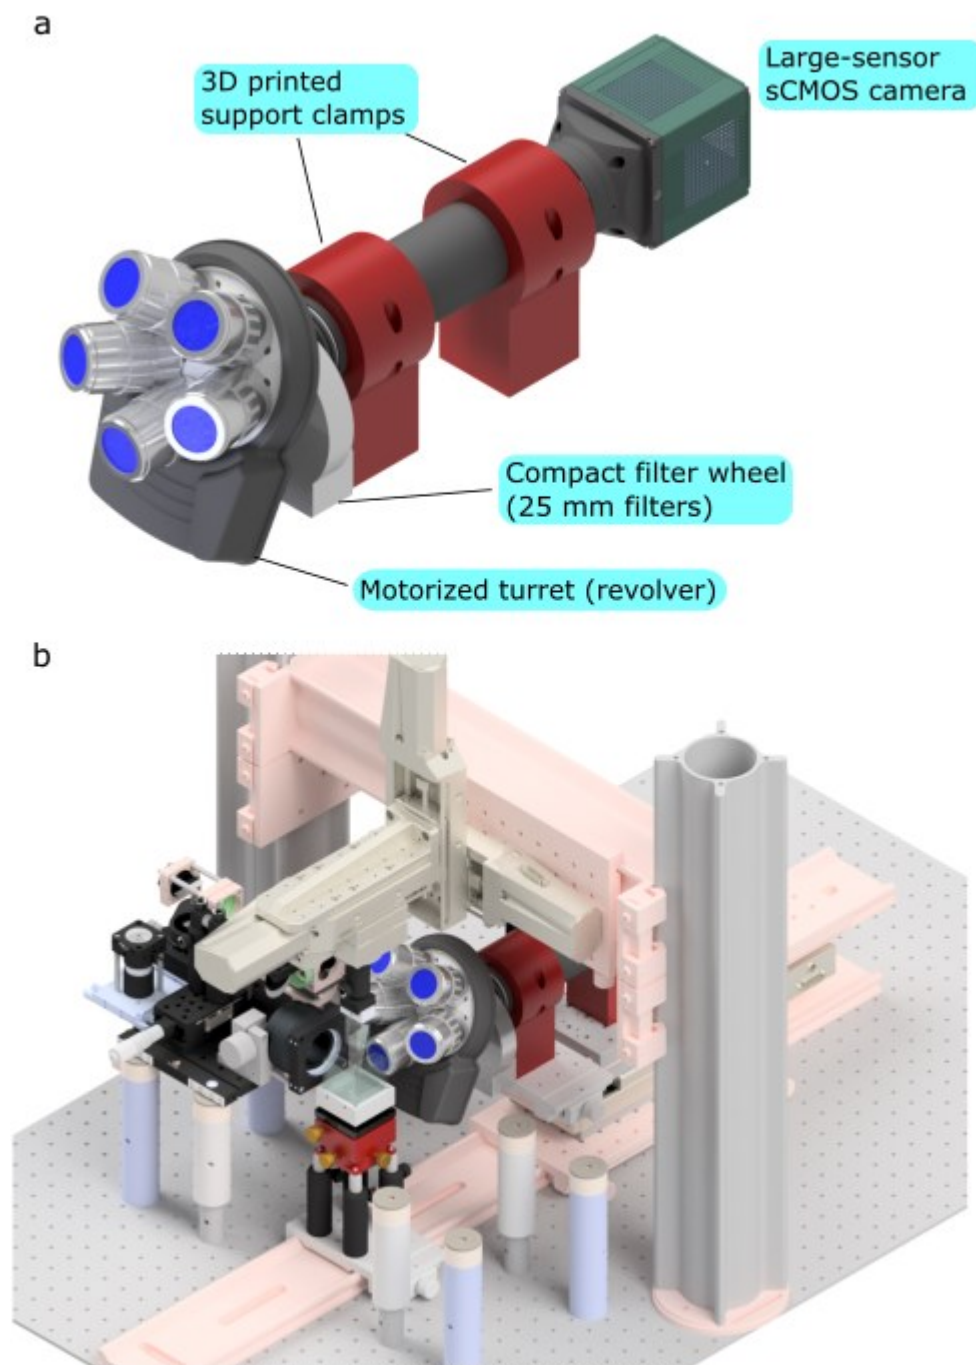 a
3D printed
support clamps
Large-sensor
sCMOS camera
Compact filter wheel
(25 mm filters)
Motorized turret (revolver)
b